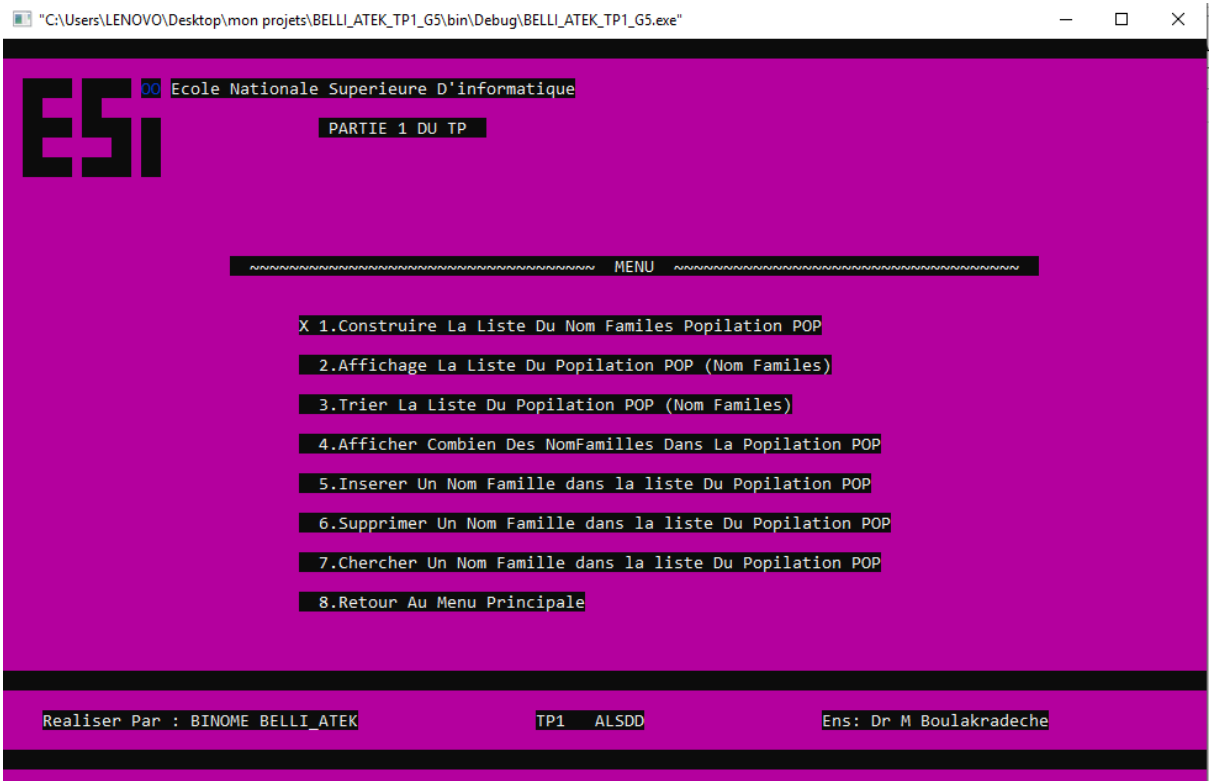 "C:\Users\LENOVO\Desktop\mon projets\BELLI_ATEK_TP1_G5\bin\Debug\BELLI_ATEK_TP1_G5.exe"
ESi
OO Ecole Nationale Superieure D'informatique
PARTIE 1 DU TP
~~~~~~~~~~~~~~~~~~~~~~~~~~~~~~~~~~~ MENU ~~~~~~~~~~~~~~~~~~~~~~~~~~~~~~~~~~~
X 1.Construire La Liste Du Nom Familes Popilation POP
2.Affichage La Liste Du Popilation POP (Nom Familes)
3.Trier La Liste Du Popilation POP (Nom Familes)
4.Afficher Combien Des NomFamilles Dans La Popilation POP
5.Inserer Un Nom Famille dans la liste Du Popilation POP
6.Supprimer Un Nom Famille dans la liste Du Popilation POP
7.Chercher Un Nom Famille dans la liste Du Popilation POP
8.Retour Au Menu Principale
Realiser Par : BINOME BELLI_ATEK TP1 ALSDD Ens: Dr M Boulakradeche